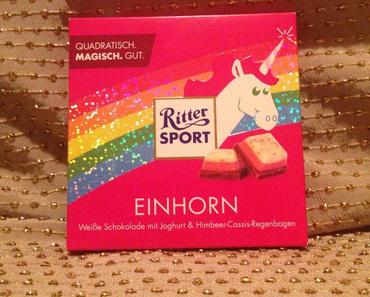 QUADRATISCH.
MAGISCH. GUT.
Ritter
SPORT
EINHORN
Weiße Schokolade mit Joghurt & Himbeer-Cassis-Regenbogen